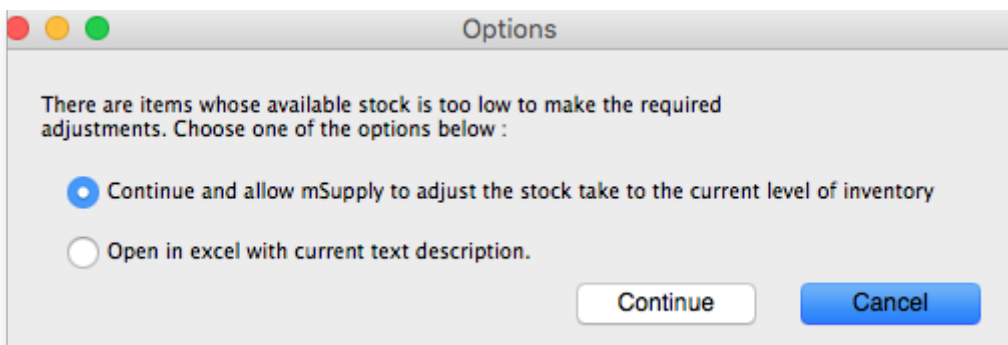 Options
There are items whose available stock is too low to make the required
adjustments. Choose one of the options below :
Continue and allow mSupply to adjust the stock take to the current level of inventory
Open in excel with current text description.
Continue
Cancel